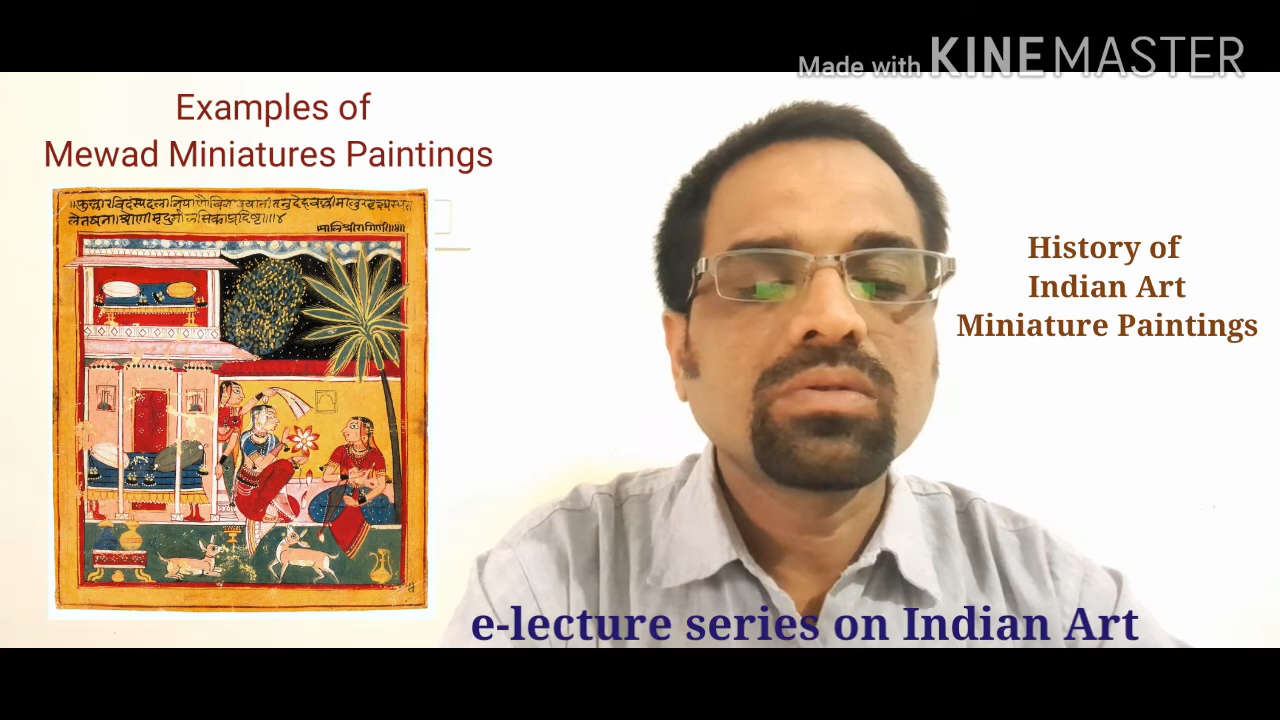 Made with KINEMASTER
Examples of
Mewad Miniatures Paintings
History of
Indian Art
Miniature Paintings
e-lecture series on Indian Art